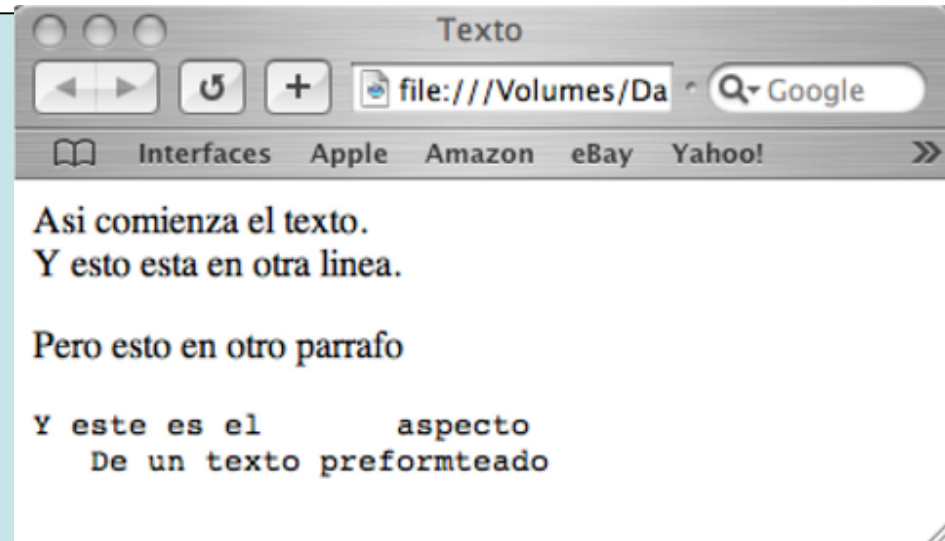 Texto
file:///Volumes/Da Google
Interfaces Apple Amazon eBay Yahoo!
Asi comienza el texto.
Y esto esta en otra linea.
Pero esto en otro parrafo
Y este es el       aspecto
   De un texto preformteado